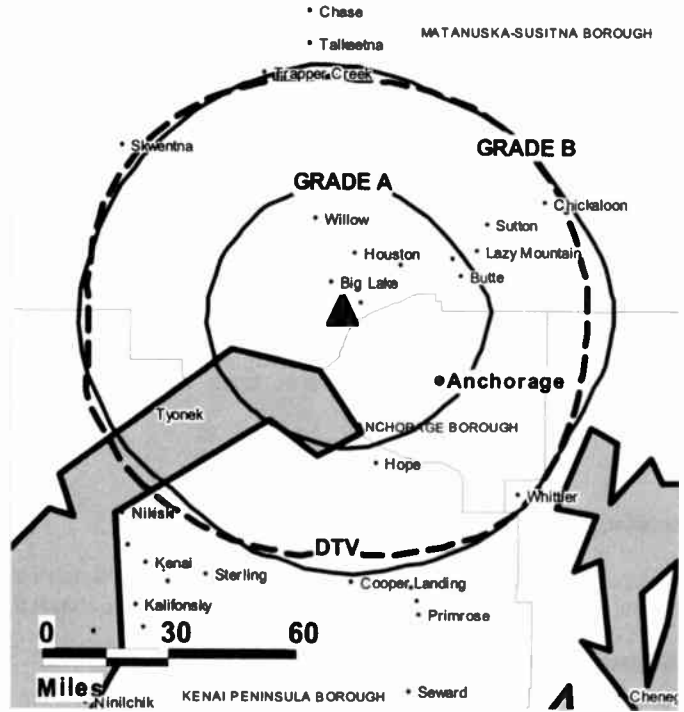 Chase
Talkeetna
MATANUSKA-SUSITNA BOROUGH
Trapper Creek
Skwentna
GRADE B
GRADE A
Chickaloon
Willow
Sutton
Houston
Lazy Mountain
Big Lake
Butte
Anchorage
Tyonek
NCHORAGE BOROUGH
Hope
Whittier
Nikiski
DTV
Kenai
Sterling
Cooper Landing
Kalifonsky
Primrose
0 30 60
Miles
Ninilchik
KENAI PENINSULA BOROUGH
Seward
Cheneg